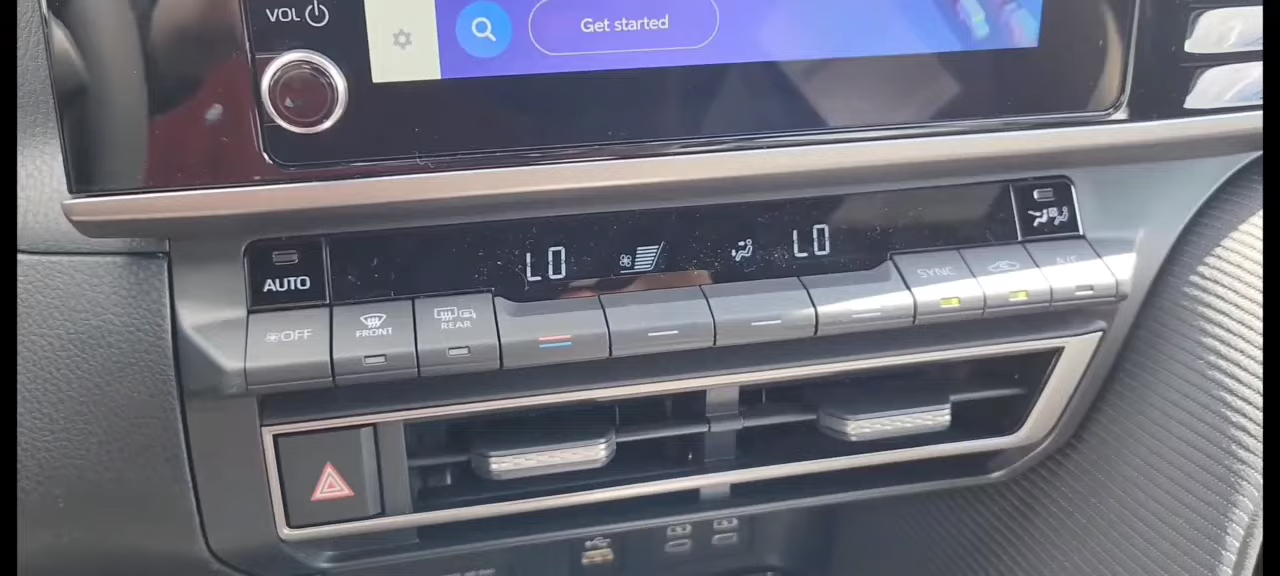 VOL
Get started
AUTO
LO
LO
OFF
FRONT
REAR
SYNC
A/C